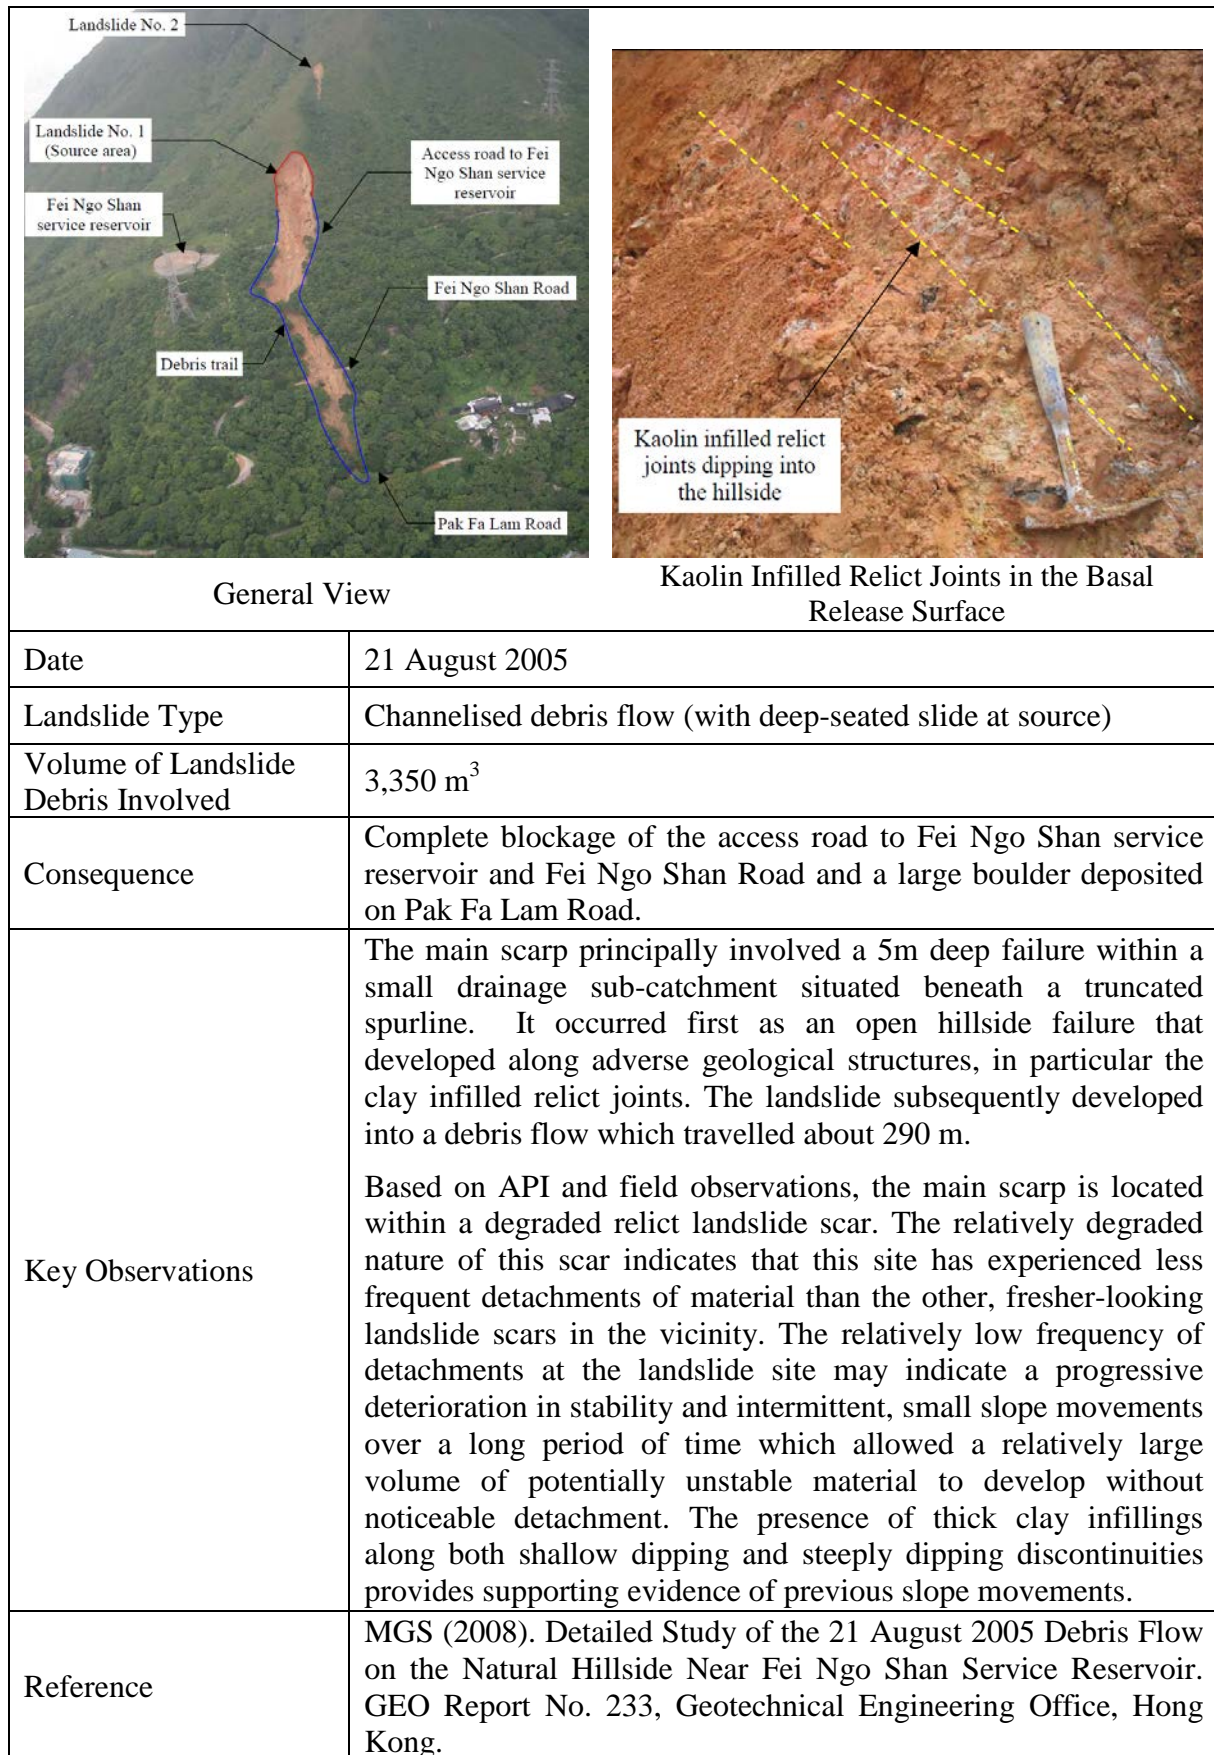 Landslide No. 2
Landslide No. 1
(Source area)
Access road to Fei
Ngo Shan service
reservoir
Fei Ngo Shan
service reservoir
Fei Ngo Shan Road
Debris trail
Pak Fa Lam Road
General View
Kaolin infilled relict
joints dipping into
the hillside
Kaolin Infilled Relict Joints in the Basal
Release Surface
Date
21 August 2005
Landslide Type
Channelised debris flow (with deep-seated slide at source)
Volume of Landslide
Debris Involved
3,350 m³
Consequence
Complete blockage of the access road to Fei Ngo Shan service
reservoir and Fei Ngo Shan Road and a large boulder deposited
on Pak Fa Lam Road.
Key Observations
The main scarp principally involved a 5m deep failure within a
small drainage sub-catchment situated beneath a truncated
spurline. It occurred first as an open hillside failure that
developed along adverse geological structures, in particular the
clay infilled relict joints. The landslide subsequently developed
into a debris flow which travelled about 290 m.
Based on API and field observations, the main scarp is located
within a degraded relict landslide scar. The relatively degraded
nature of this scar indicates that this site has experienced less
frequent detachments of material than the other, fresher-looking
landslide scars in the vicinity. The relatively low frequency of
detachments at the landslide site may indicate a progressive
deterioration in stability and intermittent, small slope movements
over a long period of time which allowed a relatively large
volume of potentially unstable material to develop without
noticeable detachment. The presence of thick clay infillings
along both shallow dipping and steeply dipping discontinuities
provides supporting evidence of previous slope movements.
Reference
MGS (2008). Detailed Study of the 21 August 2005 Debris Flow
on the Natural Hillside Near Fei Ngo Shan Service Reservoir.
GEO Report No. 233, Geotechnical Engineering Office, Hong
Kong.